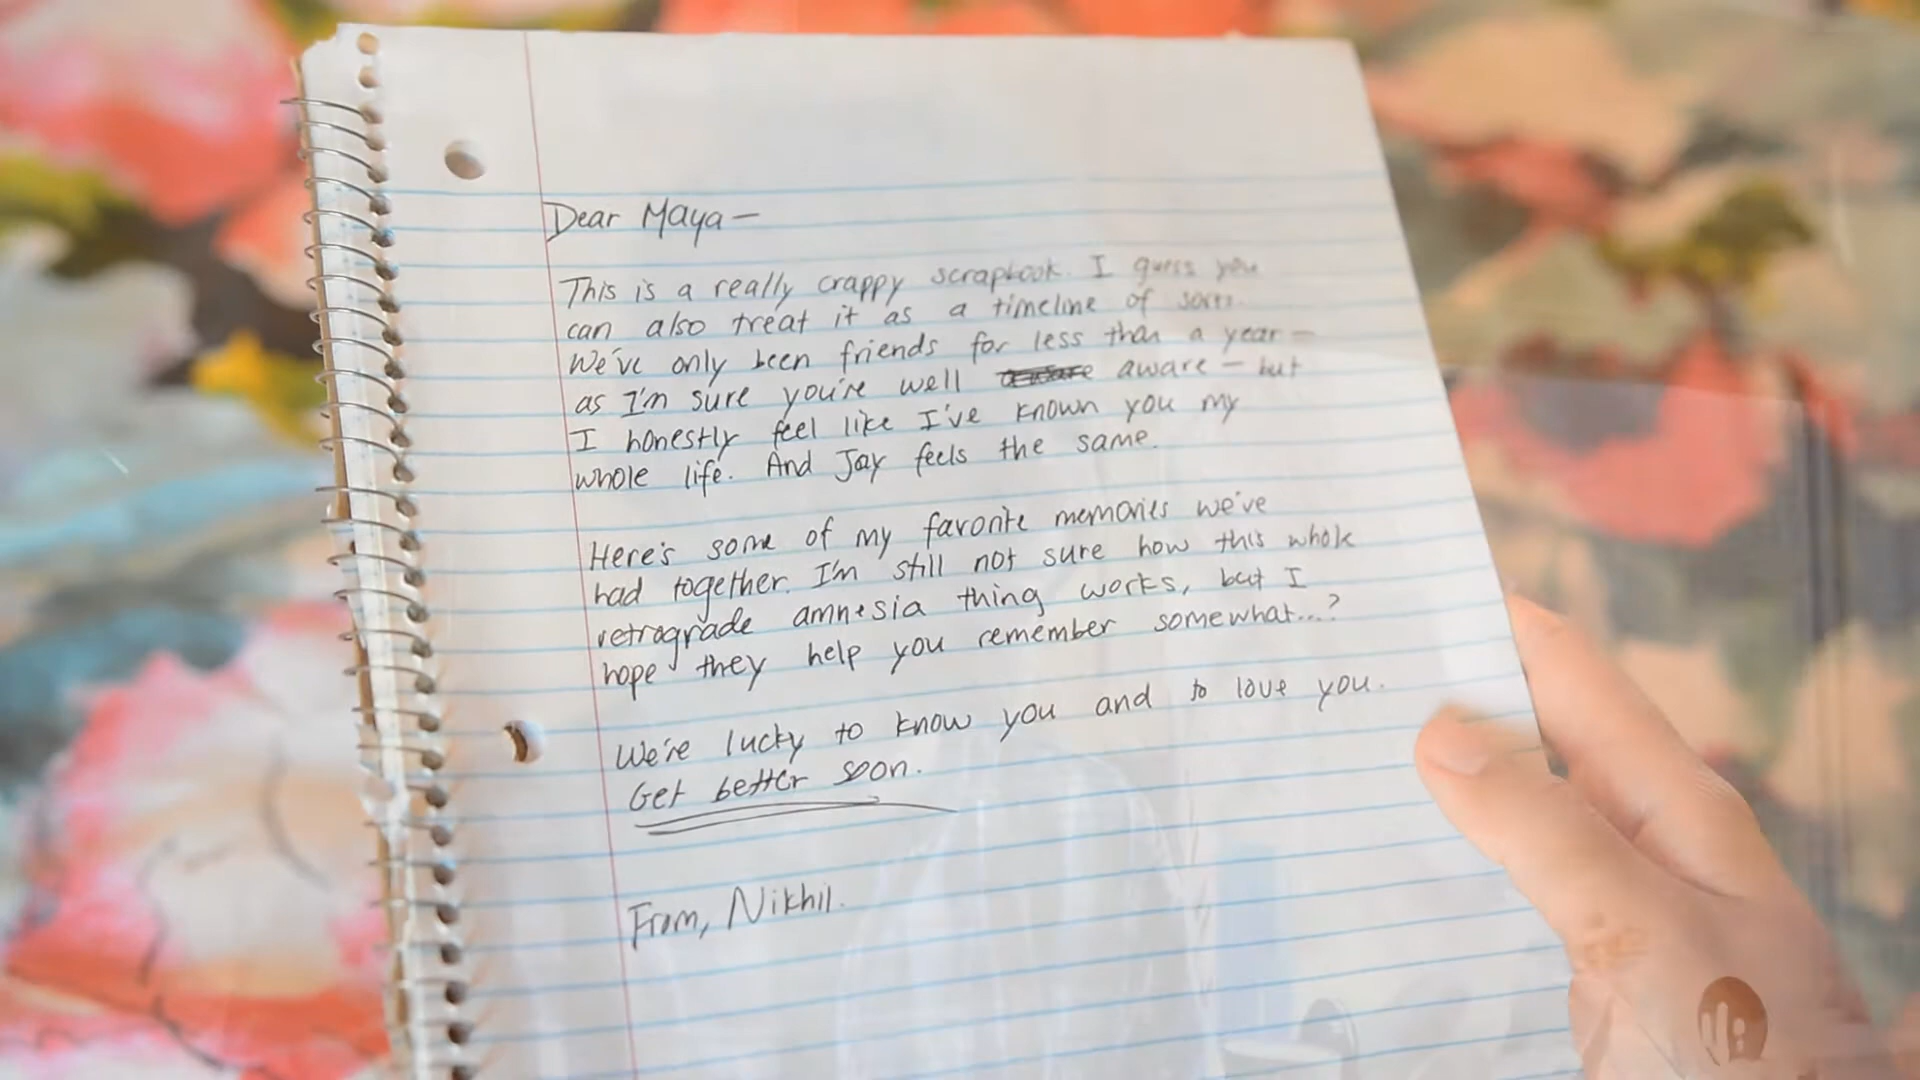 Dear Maya—
This is a really crappy scrapbook. I guess you
can also treat it as a timeline of sorts.
We've only been friends for less than a year—
as I'm sure you're well aware aware — but
I honestly feel like I've known you my
whole life. And Jay feels the same.
Here's some of my favorite memories we've
had together. I'm still not sure how this whole
retrograde amnesia thing works, but I
hope they help you remember somewhat...?
We're lucky to know you and to love you.
Get better soon.
From, Nikhil.